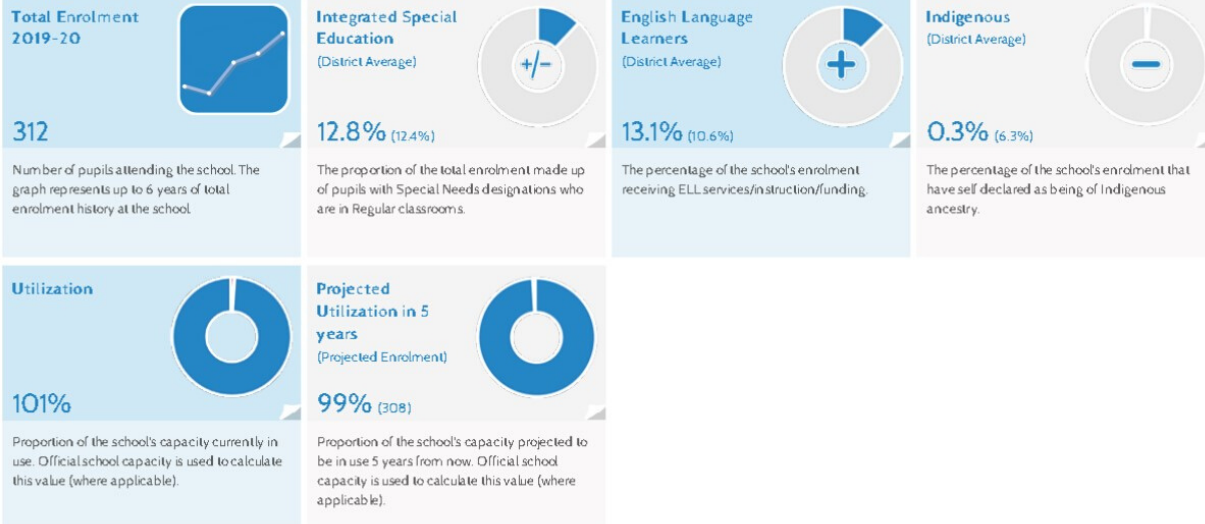 Total Enrolment
2019-20
312
Number of pupils attending the school. The
graph represents up to 6 years of total
enrolment history at the school.
Integrated Special
Education
(District Average)
+/-
12.8% (12.4%)
The proportion of the total enrolment made up
of pupils with Special Needs designations who
are in Regular classrooms.
English Language
Learners
(District Average)
+
13.1% (10.6%)
The percentage of the school's enrolment
receiving ELL services/instruction/funding.
Indigenous
(District Average)
−
0.3% (6.3%)
The percentage of the school's enrolment that
have self declared as being of Indigenous
ancestry.
Utilization
101%
Proportion of the school's capacity currently in
use. Official school capacity is used to calculate
this value (where applicable).
Projected
Utilization in 5
years
(Projected Enrolment)
99% (308)
Proportion of the school's capacity projected to
be in use 5 years from now. Official school
capacity is used to calculate this value (where
applicable).